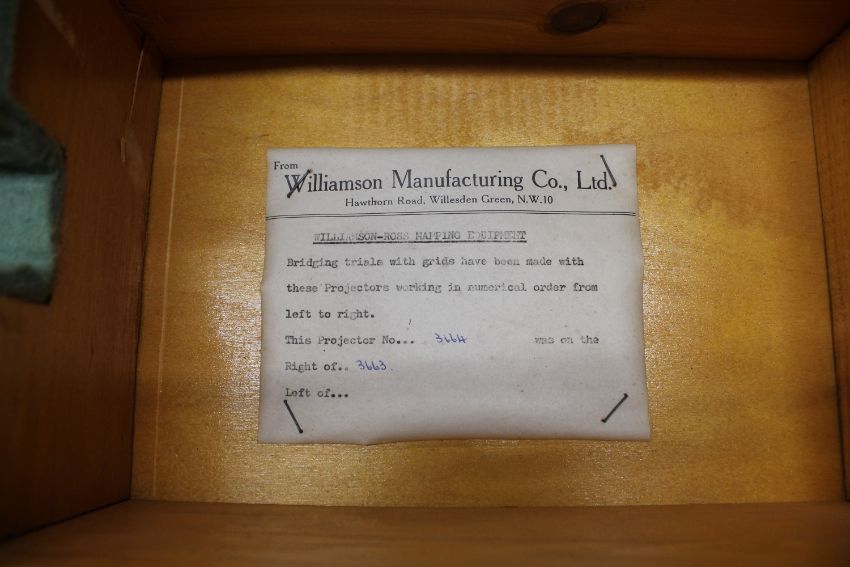 From
Williamson Manufacturing Co., Ltd.
Hawthorn Road, Willesden Green, N.W.10
WILLIAMSON-ROSS MAPPING EQUIPMENT
Bridging trials with grids have been made with
these Projectors working in numerical order from
left to right.
This Projector No... 3664 was on the
Right of.. 3663.
Left of...